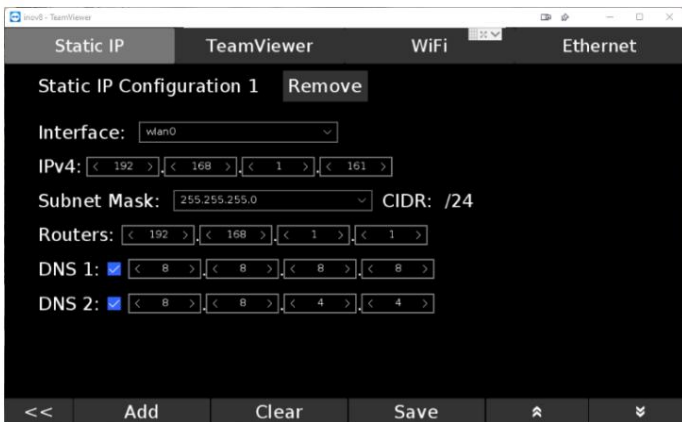 inov8 - TeamViewer
Static IP TeamViewer WiFi Ethernet
Static IP Configuration 1 Remove
Interface: wlan0
IPv4: < 192 > . < 168 > . < 1 > . < 161 >
Subnet Mask: 255.255.255.0 CIDR: /24
Routers: < 192 > . < 168 > . < 1 > . < 1 >
DNS 1: < 8 > . < 8 > . < 8 > . < 8 >
DNS 2: < 8 > . < 8 > . < 4 > . < 4 >
<< Add Clear Save